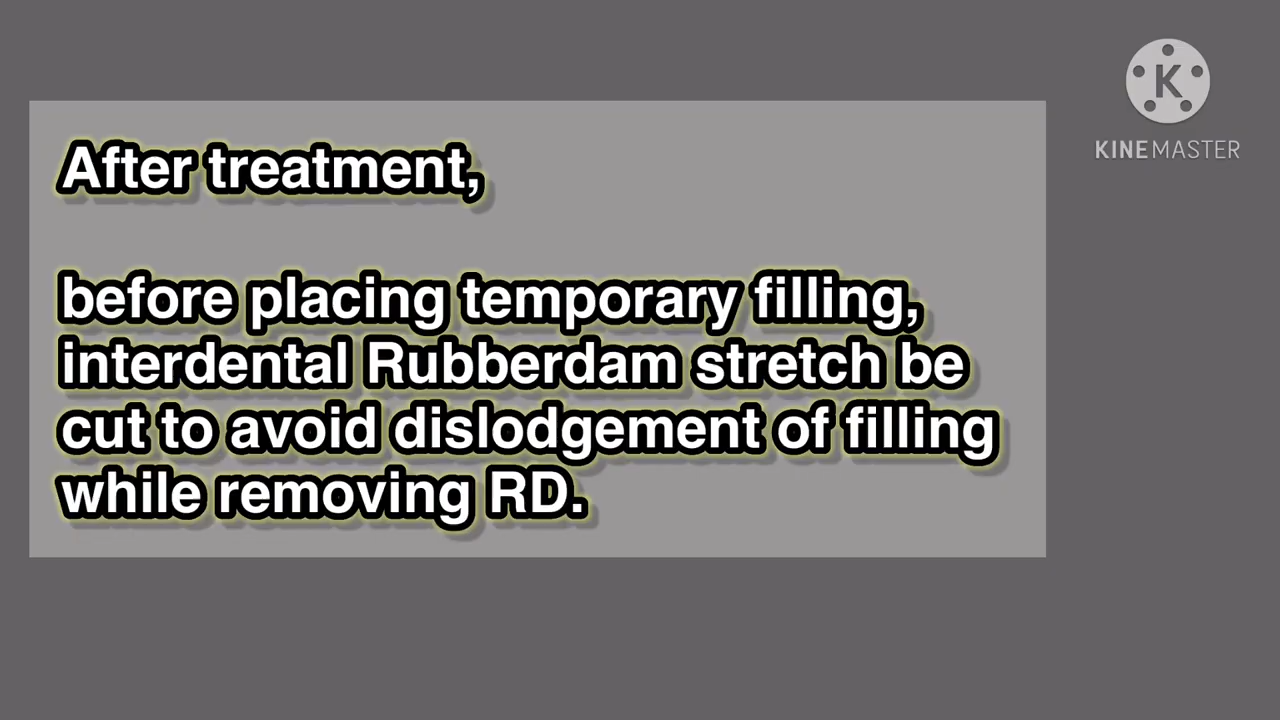 K
KINEMASTER
After treatment,
before placing temporary filling,
interdental Rubberdam stretch be
cut to avoid dislodgement of filling
while removing RD.